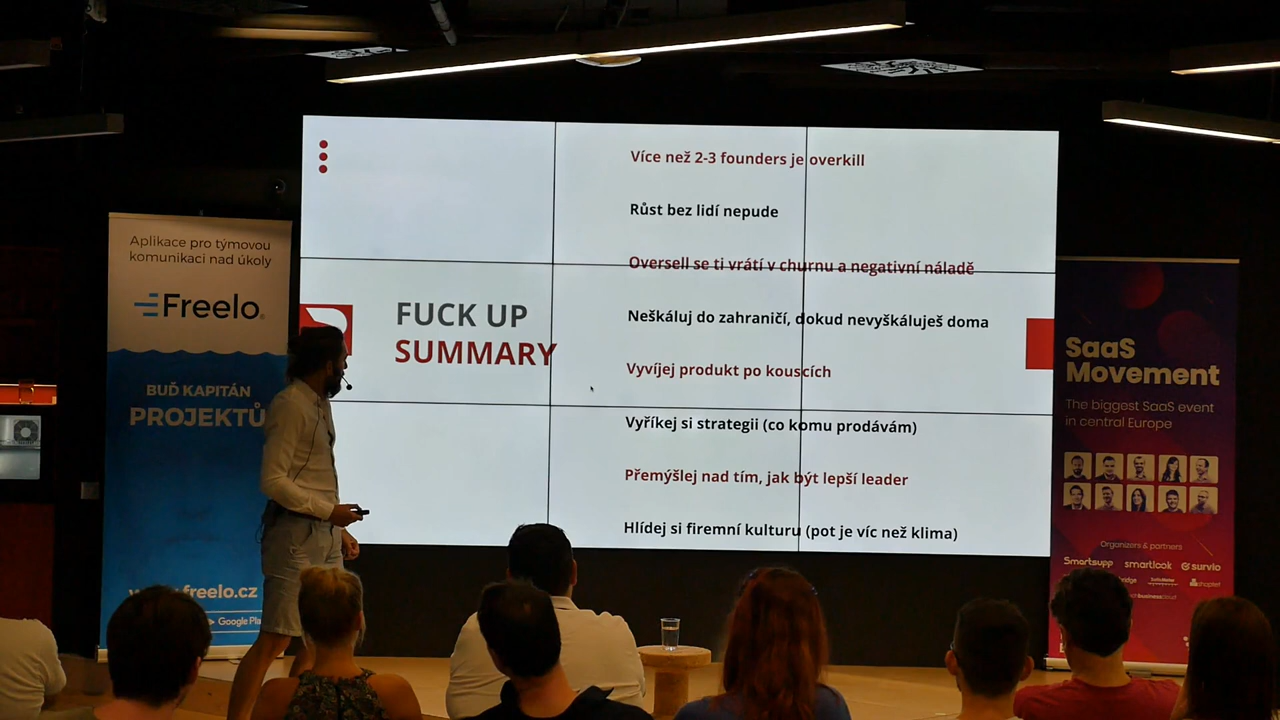 Aplikace pro týmovou
komunikaci nad úkoly
Freelo
BUĎ KAPITÁN
PROJEKTŮ
freelo.cz
Google Pla
FUCK UP
SUMMARY
Více než 2-3 founders je overkill
Růst bez lidí nepude
Oversell se ti vrátí v churnu a negativní náladě
Neškáluj do zahraničí, dokud nevyškáluješ doma
Vyvíjej produkt po kouscích
Vyříkej si strategii (co komu prodávám)
Přemýšlej nad tím, jak být lepší leader
Hlídej si firemní kulturu (pot je víc než klima)
SaaS
Movement
The biggest SaaS event
in central Europe
Organizers & partners
Smartsupp smartlook survio
shoptet